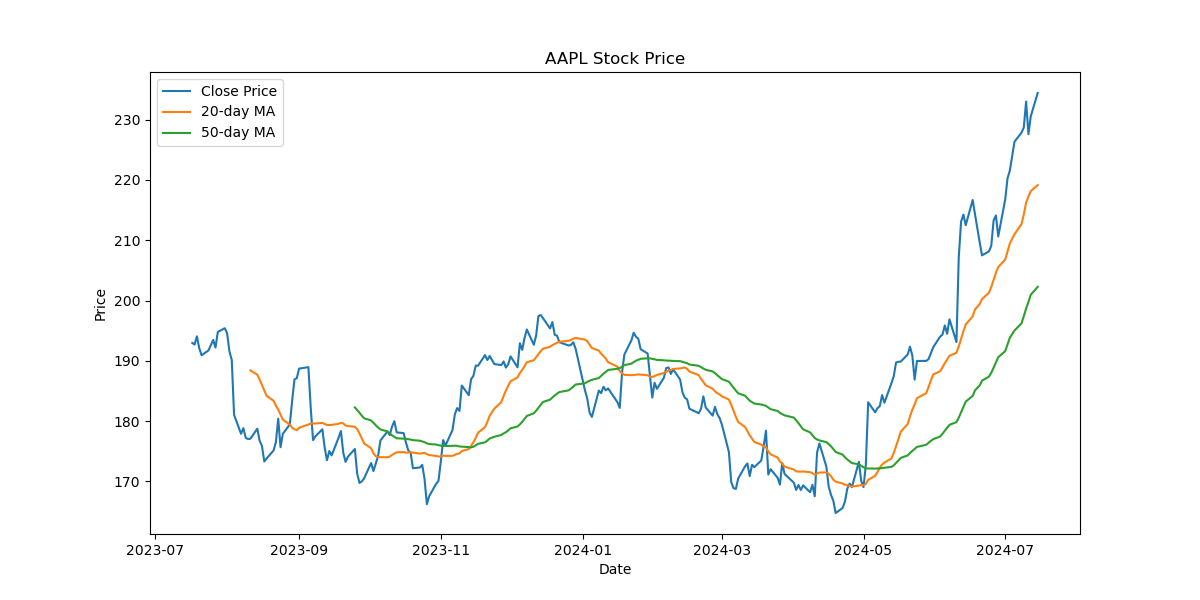 AAPL Stock Price
Close Price
20-day MA
50-day MA
230
220
210
200
190
180
170
Price
2023-07 2023-09 2023-11 2024-01 2024-03 2024-05 2024-07
Date